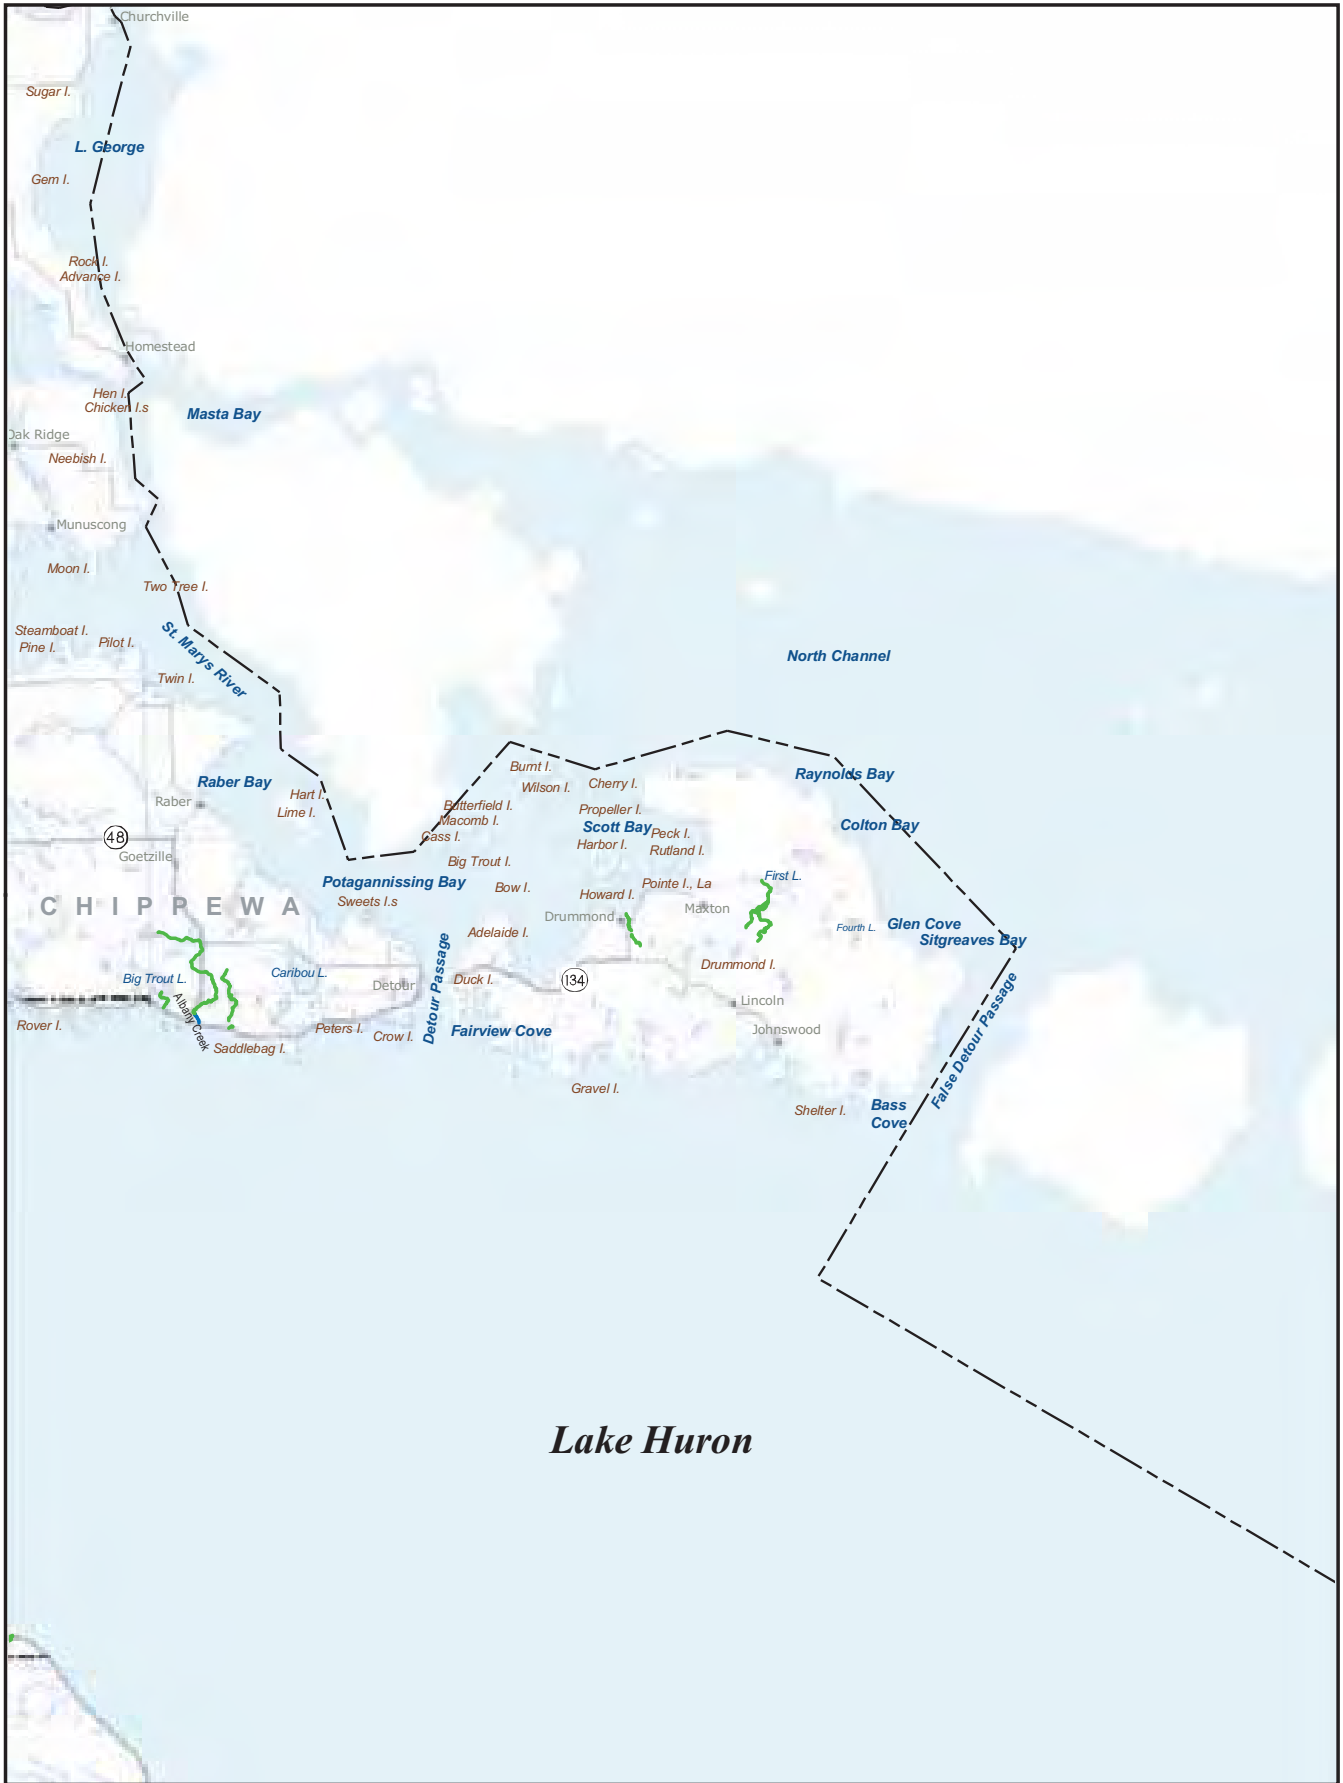 Churchville
Sugar I.
L. George
Gem I.
Rock I.
Advance I.
Homestead
Hen I.
Chicken I.s
Masta Bay
Oak Ridge
Neebish I.
Munuscong
Moon I.
Two Tree I.
Steamboat I.
Pine I.
Pilot I.
St. Marys River
North Channel
Twin I.
Burnt I.
Raynolds Bay
Raber Bay
Wilson I.
Cherry I.
Hart I.
Raber
Butterfield I.
Propeller I.
Lime I.
Macomb I.
Scott Bay
Colton Bay
48
Cass I.
Peck I.
Harbor I.
Rutland I.
Goetzville
Big Trout I.
First L.
Potagannissing Bay
Bow I.
Pointe I., La
Sweets I.s
Howard I.
CHIPPEWA
Maxton
Drummond
Fourth L.
Glen Cove
Adelaide I.
Sitgreaves Bay
Drummond I.
Caribou L.
Big Trout L.
Detour
Detour Passage
Duck I.
134
Lincoln
Albany Creek
Rover I.
Peters I.
Crow I.
Fairview Cove
Johnswood
False Detour Passage
Saddlebag I.
Gravel I.
Shelter I.
Bass
Cove
Lake Huron